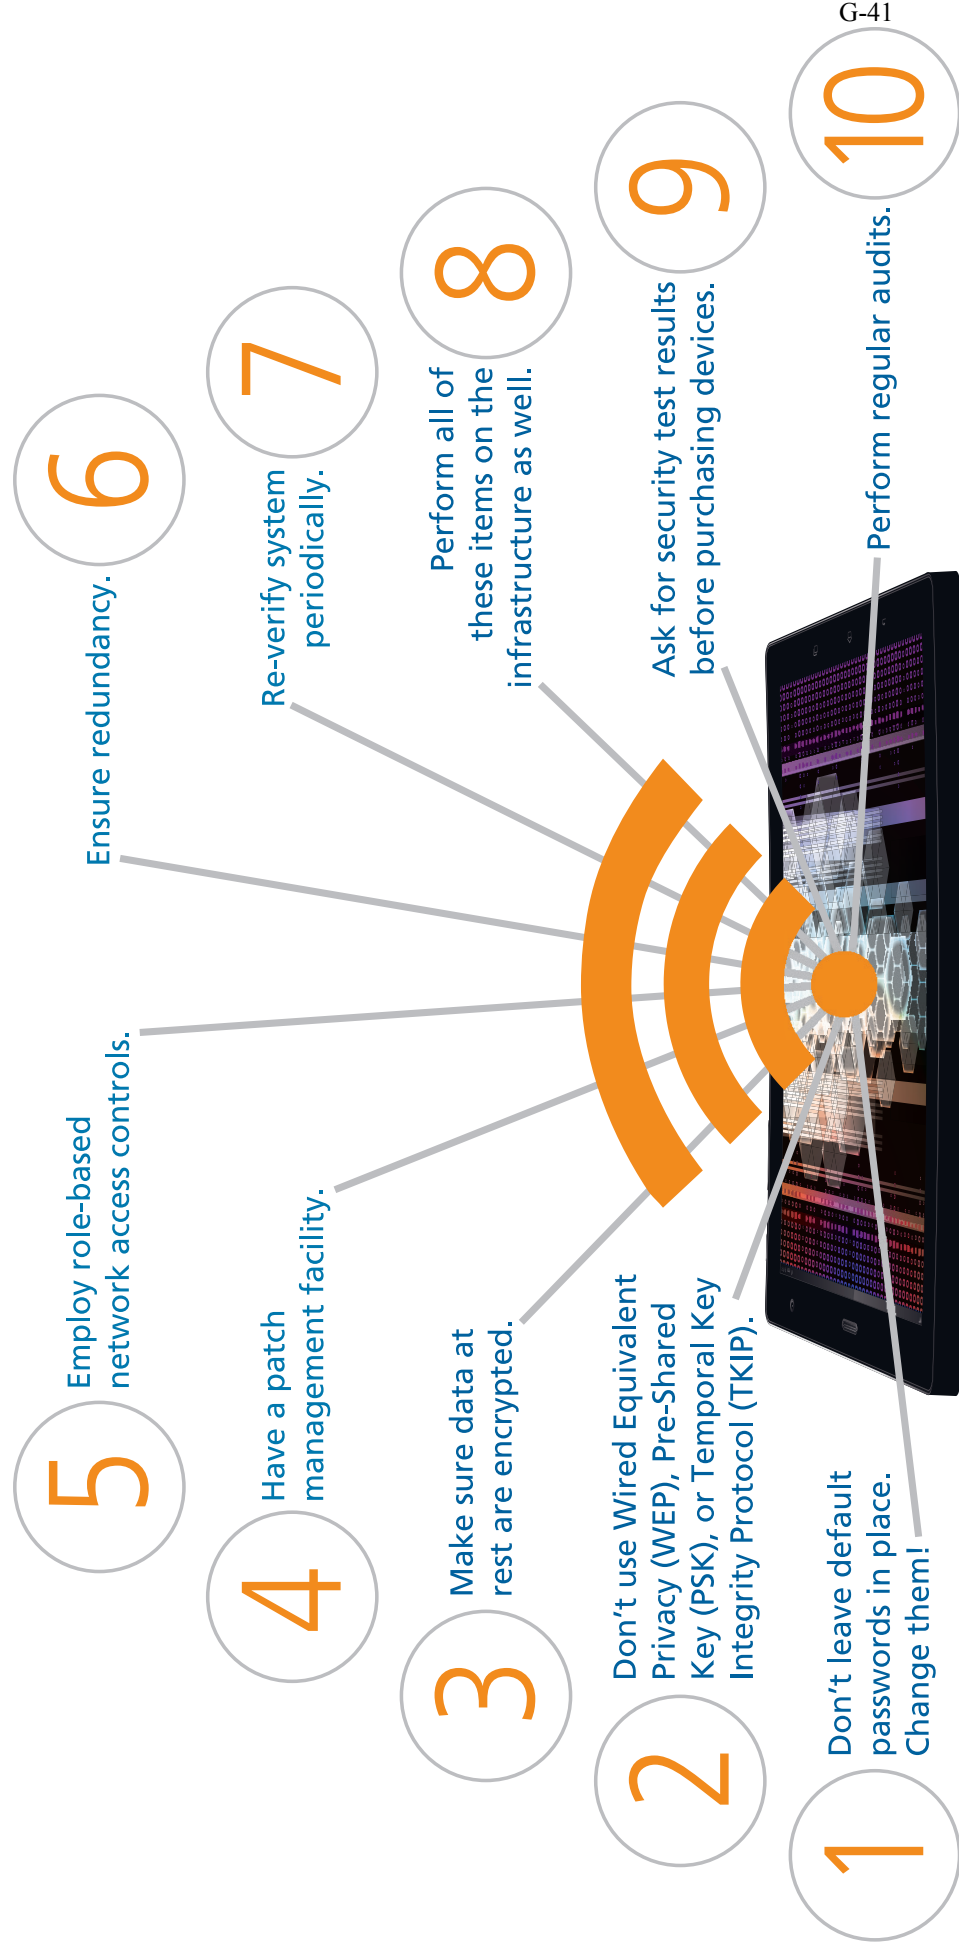 G-41
1
Don't leave default
passwords in place.
Change them!
2
Don't use Wired Equivalent
Privacy (WEP), Pre-Shared
Key (PSK), or Temporal Key
Integrity Protocol (TKIP).
3
Make sure data at
rest are encrypted.
4
Have a patch
management facility.
5
Employ role-based
network access controls.
6
Ensure redundancy.
7
Re-verify system
periodically.
8
Perform all of
these items on the
infrastructure as well.
9
Ask for security test results
before purchasing devices.
10
Perform regular audits.